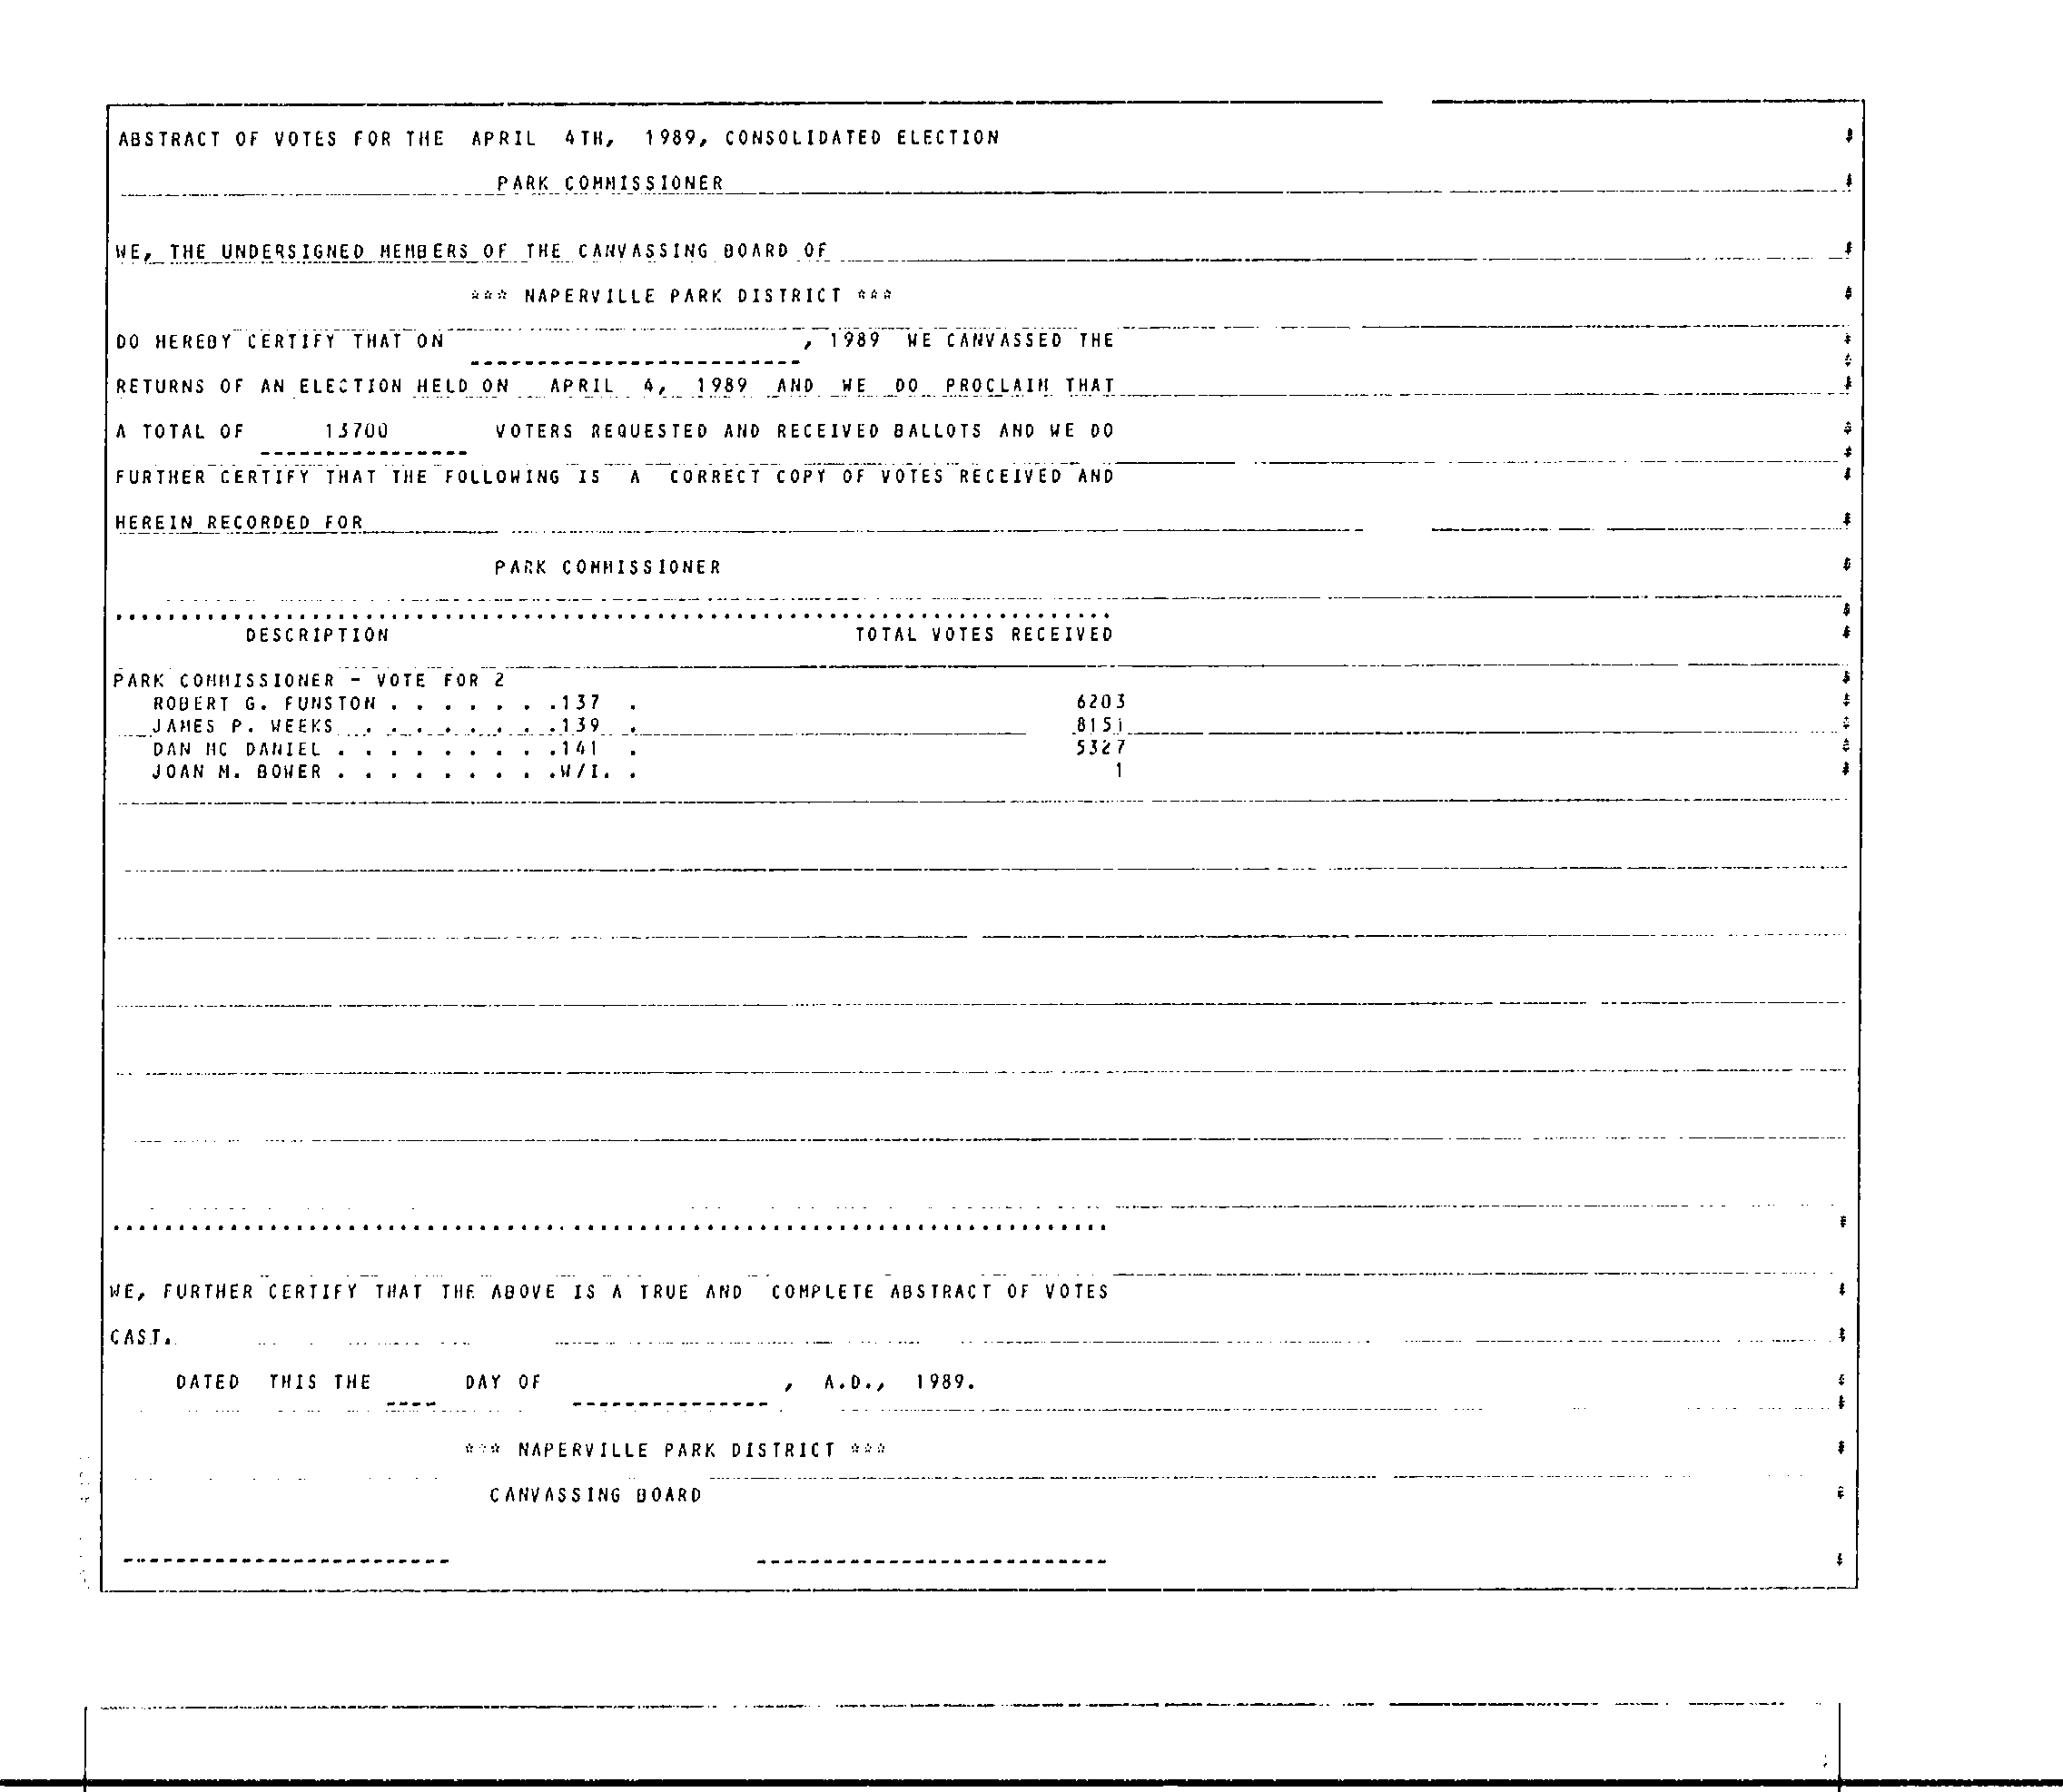 ABSTRACT OF VOTES FOR THE APRIL 4TH, 1989, CONSOLIDATED ELECTION
PARK COMMISSIONER
WE, THE UNDERSIGNED MEMBERS OF THE CANVASSING BOARD OF
*** NAPERVILLE PARK DISTRICT ***
DO HEREBY CERTIFY THAT ON , 1989 WE CANVASSED THE
RETURNS OF AN ELECTION HELD ON APRIL 4, 1989 AND WE DO PROCLAIM THAT
A TOTAL OF 13700 VOTERS REQUESTED AND RECEIVED BALLOTS AND WE DO
FURTHER CERTIFY THAT THE FOLLOWING IS A CORRECT COPY OF VOTES RECEIVED AND
HEREIN RECORDED FOR
PARK COMMISSIONER
DESCRIPTION TOTAL VOTES RECEIVED
PARK COMMISSIONER - VOTE FOR 2
ROBERT G. FUNSTON . . . . . . .137 . 6203
JAMES P. WEEKS . . . . . . . .139 . 8151
DAN MC DANIEL . . . . . . . . .141 . 5327
JOAN M. BOWER . . . . . . . . .W/I. . 1
WE, FURTHER CERTIFY THAT THE ABOVE IS A TRUE AND COMPLETE ABSTRACT OF VOTES
CAST.
DATED THIS THE DAY OF , A.D., 1989.
*** NAPERVILLE PARK DISTRICT ***
CANVASSING BOARD